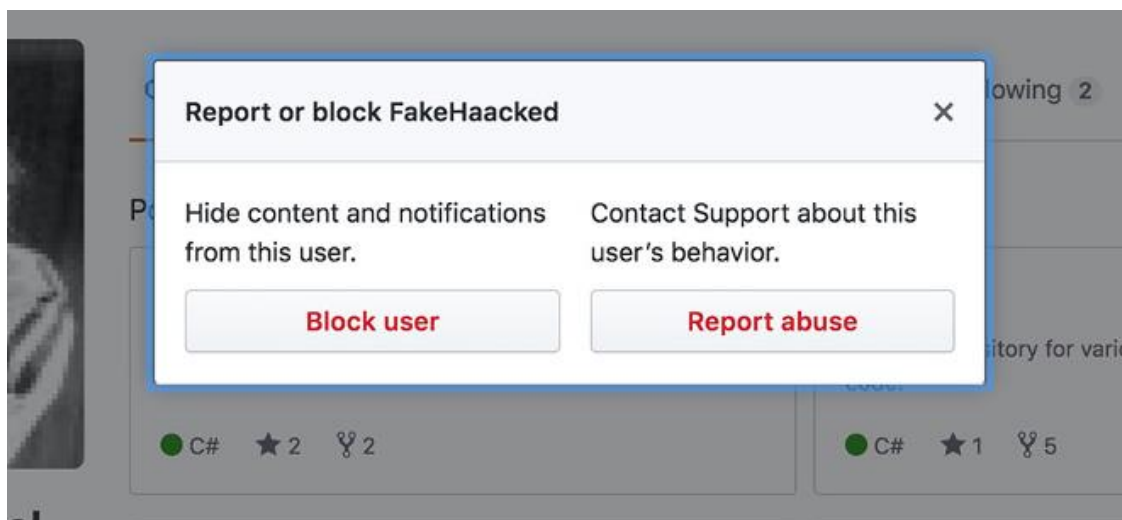 lowing 2
Report or block FakeHaacked
Hide content and notifications
from this user.
Block user
Contact Support about this
user's behavior.
Report abuse
itory for vari
C# 2 2
C# 1 5